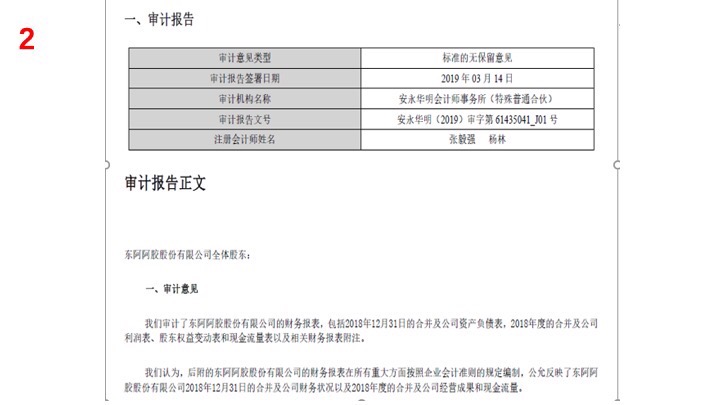 2
一、审计报告
审计意见类型 标准的无保留意见
审计报告签署日期 2019 年 03 月 14 日
审计机构名称 安永华明会计师事务所（特殊普通合伙）
审计报告文号 安永华明（2019）审字第 61435041_J01 号
注册会计师姓名 张毅强 杨林
审计报告正文
东阿阿胶股份有限公司全体股东：
一、审计意见
我们审计了东阿阿胶股份有限公司的财务报表，包括2018年12月31日的合并及公司资产负债表，2018年度的合并及公司
利润表、股东权益变动表和现金流量表以及相关财务报表附注。
我们认为，后附的东阿阿胶股份有限公司的财务报表在所有重大方面按照企业会计准则的规定编制，公允反映了东阿阿
胶股份有限公司2018年12月31日的合并及公司财务状况以及2018年度的合并及公司经营成果和现金流量。